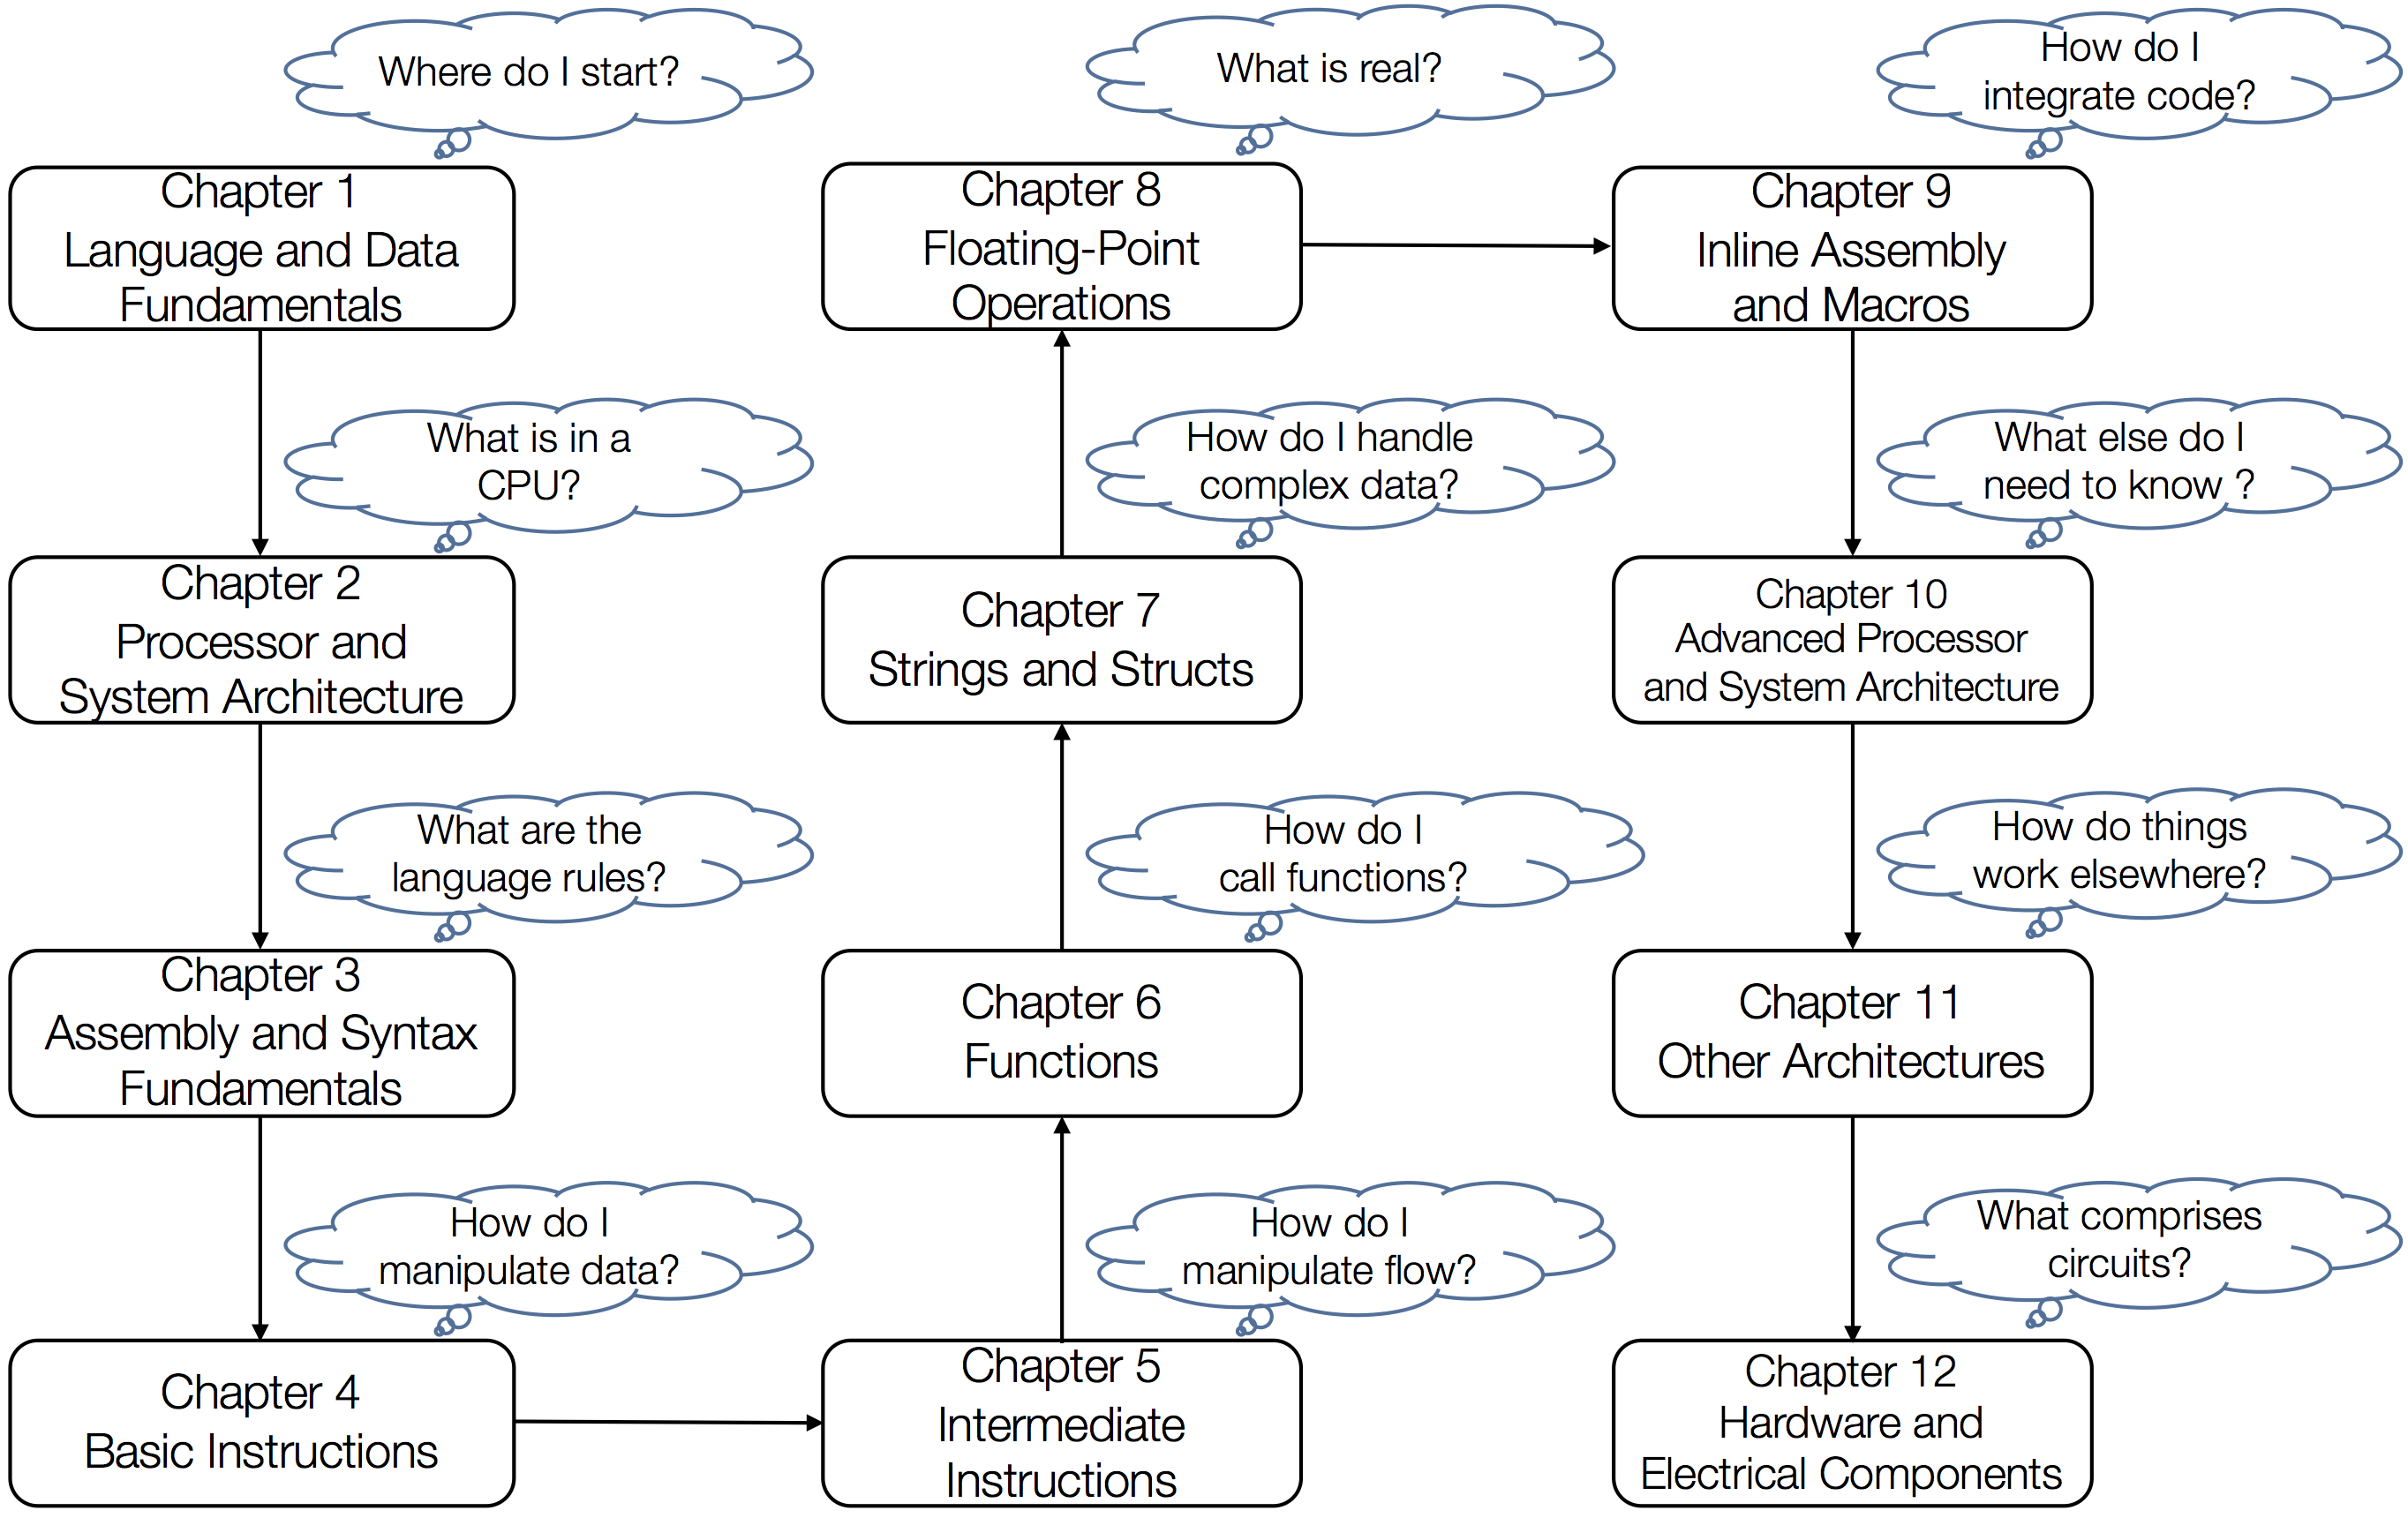 Where do I start?
Chapter 1
Language and Data
Fundamentals
What is in a
CPU?
Chapter 2
Processor and
System Architecture
What are the
language rules?
Chapter 3
Assembly and Syntax
Fundamentals
How do I
manipulate data?
Chapter 4
Basic Instructions
How do I
manipulate flow?
Chapter 5
Intermediate
Instructions
How do I
call functions?
Chapter 6
Functions
How do I handle
complex data?
Chapter 7
Strings and Structs
What is real?
Chapter 8
Floating-Point
Operations
How do I
integrate code?
Chapter 9
Inline Assembly
and Macros
What else do I
need to know ?
Chapter 10
Advanced Processor
and System Architecture
How do things
work elsewhere?
Chapter 11
Other Architectures
What comprises
circuits?
Chapter 12
Hardware and
Electrical Components